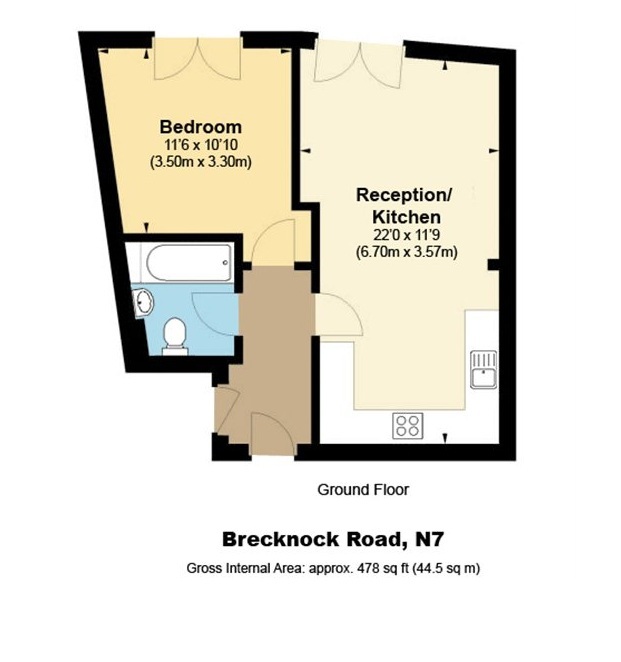 Bedroom
11'6 x 10'10
(3.50m x 3.30m)
Reception/
Kitchen
22'0 x 11'9
(6.70m x 3.57m)
Ground Floor
Brecknock Road, N7
Gross Internal Area: approx. 478 sq ft (44.5 sq m)